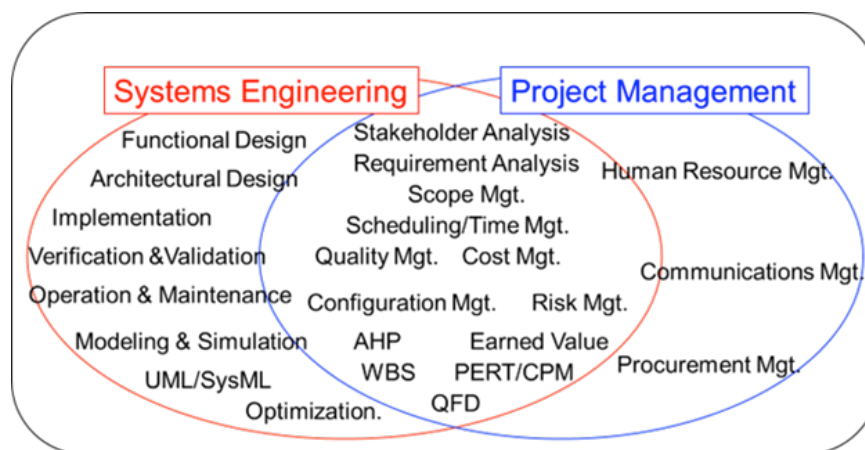 Systems Engineering
Project Management
Functional Design
Architectural Design
Implementation
Verification &Validation
Operation & Maintenance
Modeling & Simulation
UML/SysML
Optimization.
Stakeholder Analysis
Requirement Analysis
Scope Mgt.
Scheduling/Time Mgt.
Quality Mgt. Cost Mgt.
Configuration Mgt. Risk Mgt.
AHP Earned Value
WBS PERT/CPM
QFD
Human Resource Mgt.
Communications Mgt.
Procurement Mgt.